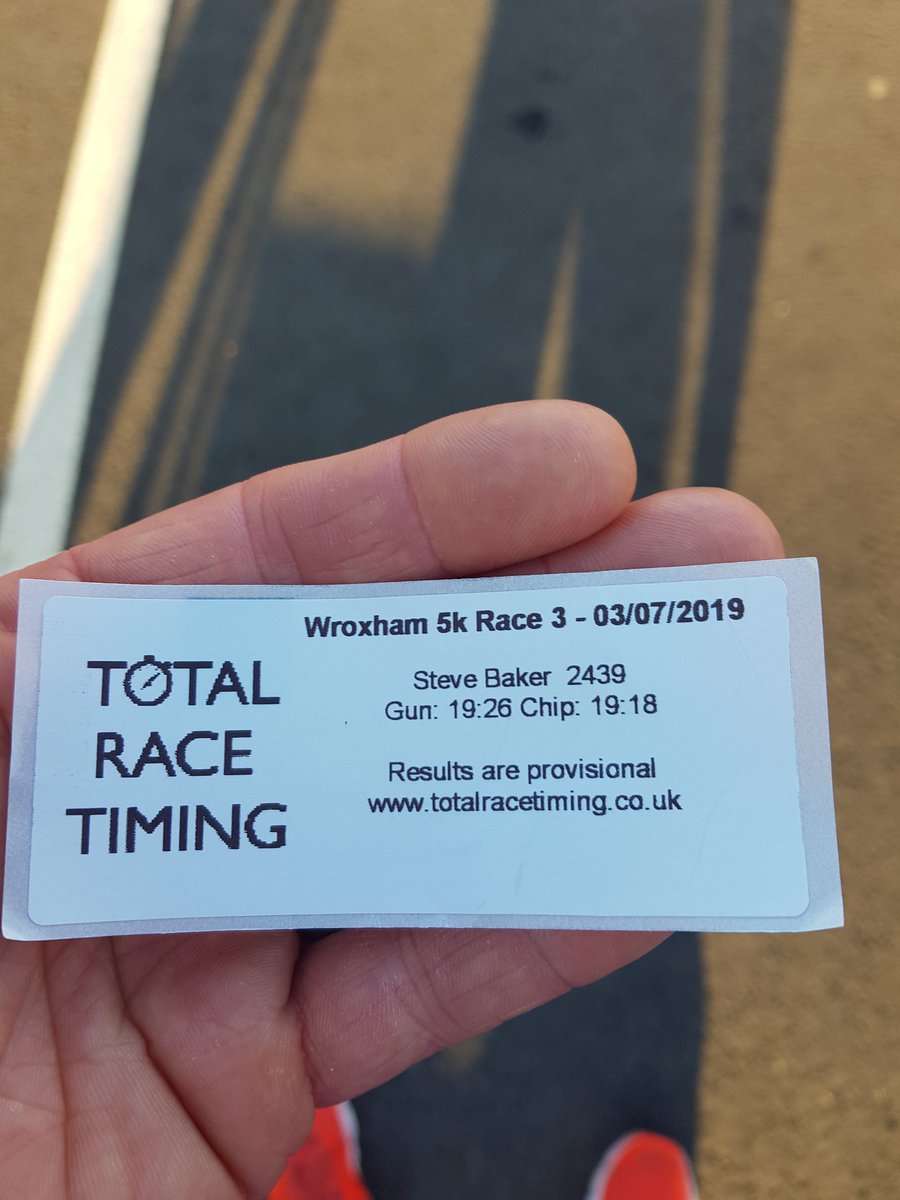 Wroxham 5k Race 3 - 03/07/2019
TOTAL
RACE
TIMING
Steve Baker 2439
Gun: 19:26 Chip: 19:18
Results are provisional
www.totalracetiming.co.uk